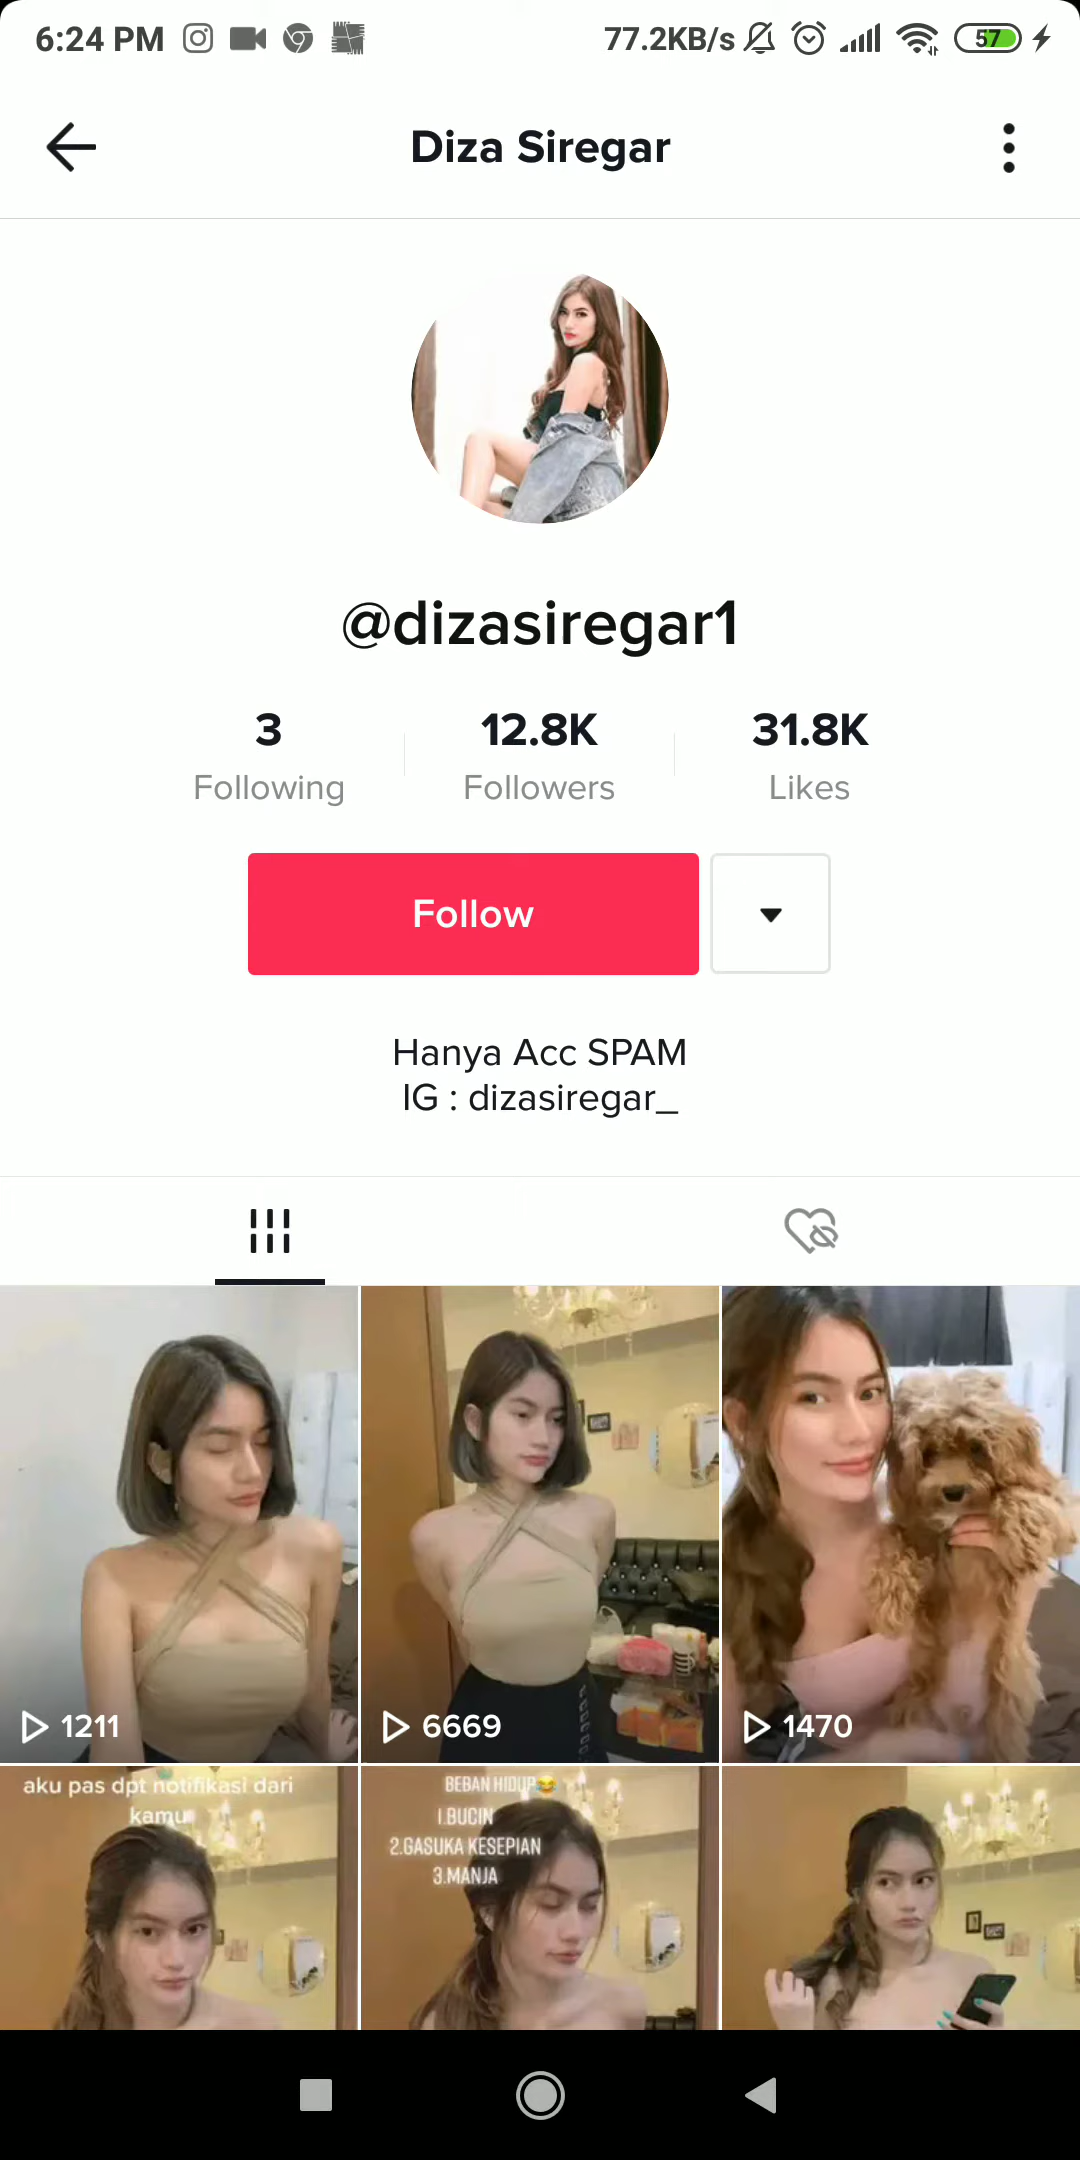 6:24 PM 77.2KB/s 57
Diza Siregar
@dizasiregar1
3 12.8K 31.8K
Following Followers Likes
Follow
Hanya Acc SPAM
IG : dizasiregar_
1211 6669 1470
aku pas dpt notifikasi dari
kamu
BEBAN HIDUP😂
1.BUCIN
2.GASUKA KESEPIAN
3.MANJA